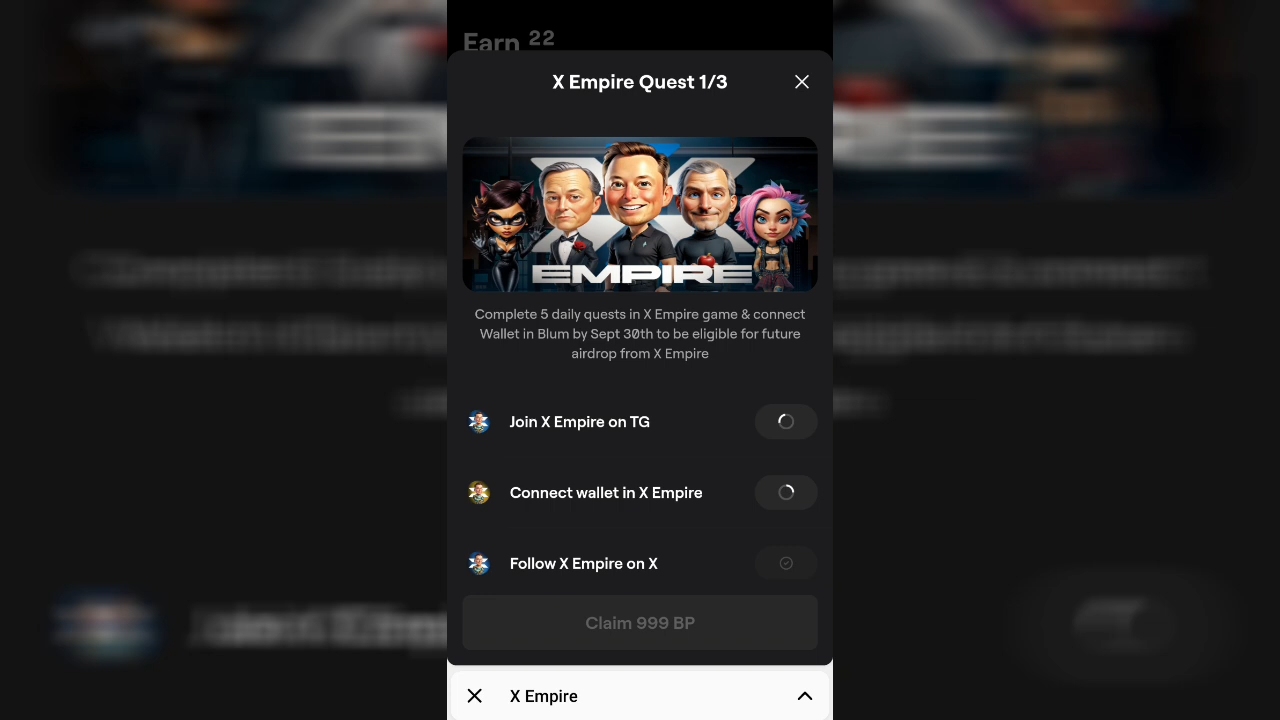 Earn 22
X Empire Quest 1/3
EMPIRE
Complete 5 daily quests in X Empire game & connect
Wallet in Blum by Sept 30th to be eligible for future
airdrop from X Empire
Join X Empire on TG
Connect wallet in X Empire
Follow X Empire on X
Claim 999 BP
X Empire